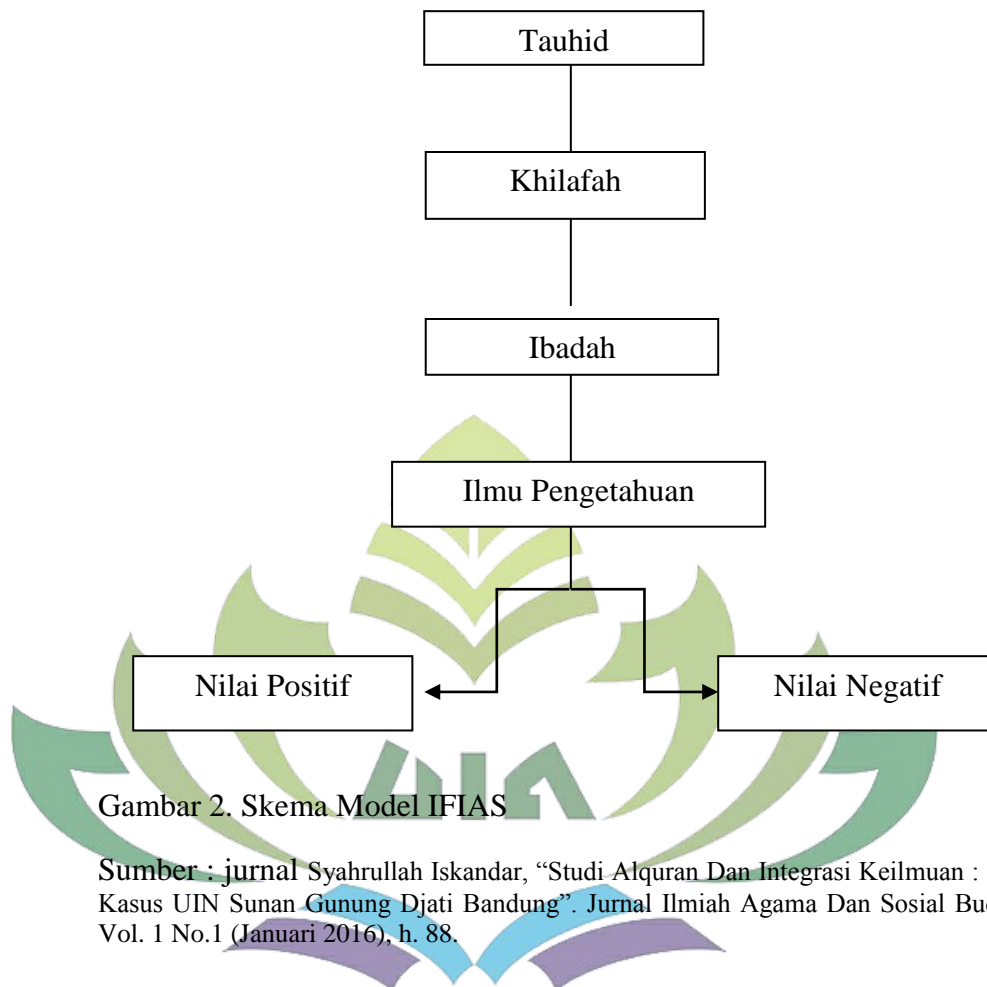 Tauhid
Khilafah
Ibadah
Ilmu Pengetahuan
Nilai Positif
Nilai Negatif
Gambar 2. Skema Model IFIAS
Sumber : jurnal Syahrullah Iskandar, “Studi Alquran Dan Integrasi Keilmuan :
Kasus UIN Sunan Gunung Djati Bandung”. Jurnal Ilmiah Agama Dan Sosial
Vol. 1 No.1 (Januari 2016), h. 88.